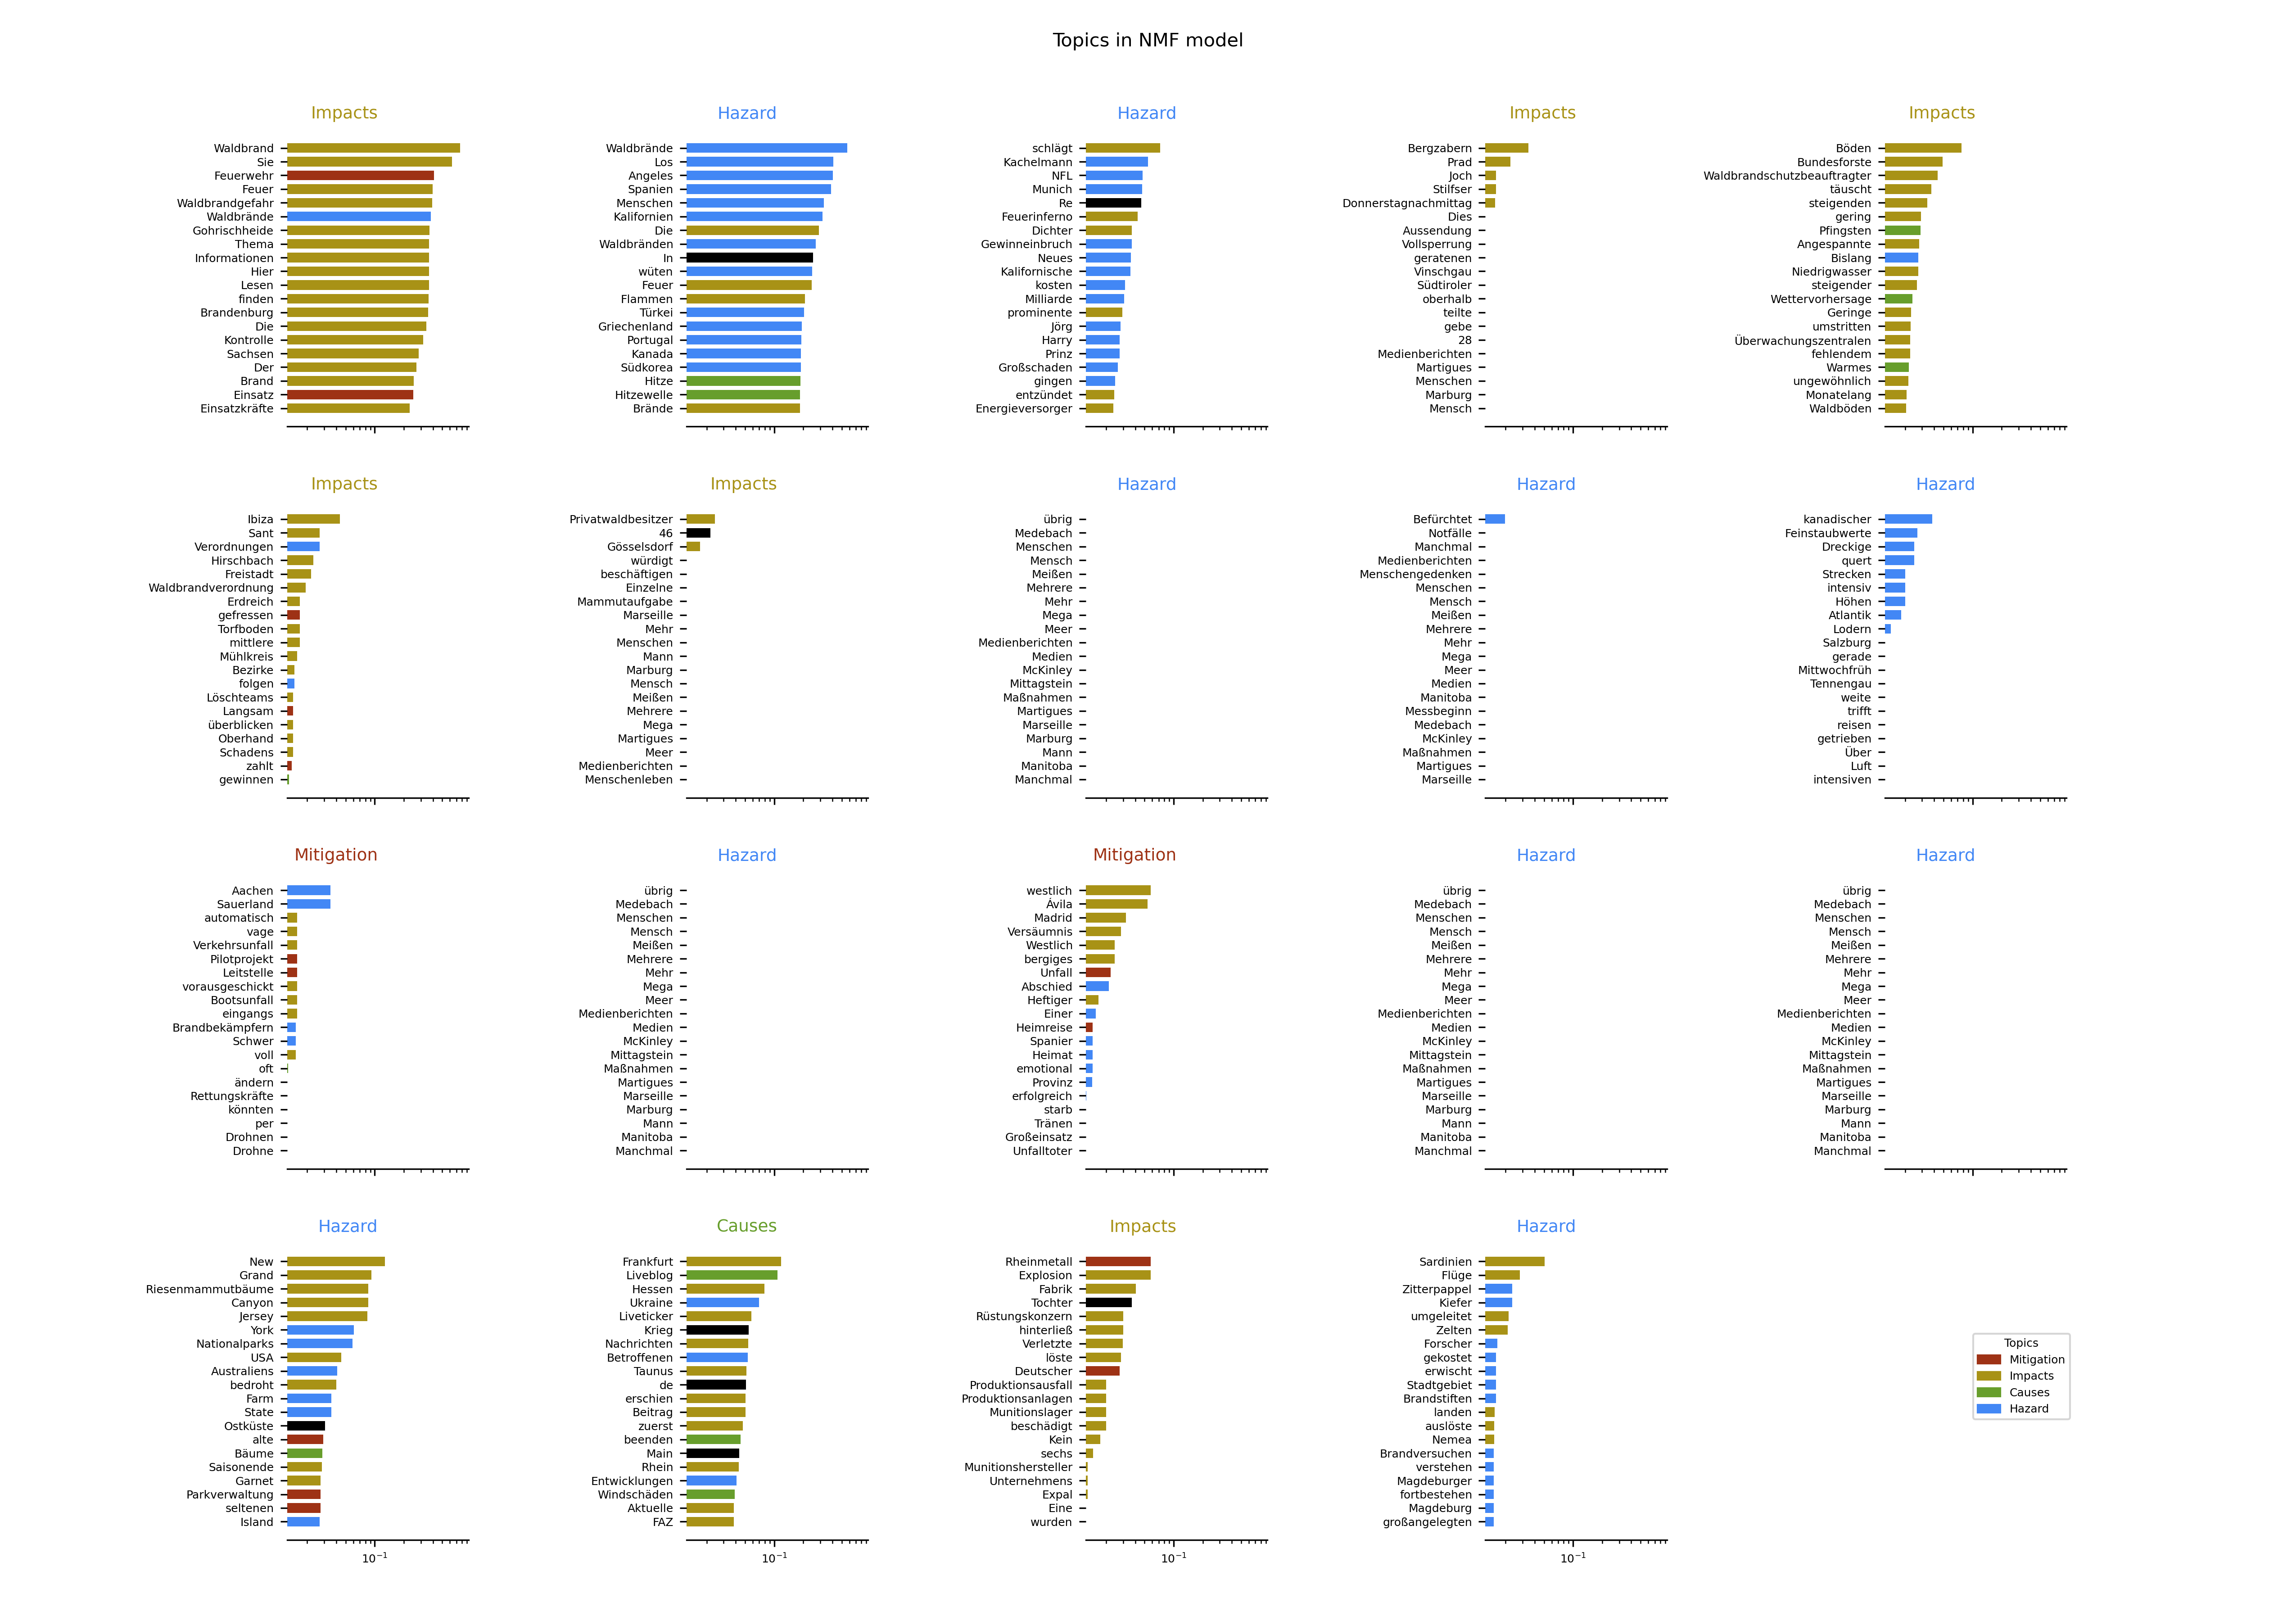 Topics in NMF model
Impacts
Waldbrand
Sie
Feuerwehr
Feuer
Waldbrandgefahr
Waldbrände
Gohrischheide
Thema
Informationen
Hier
Lesen
finden
Brandenburg
Die
Kontrolle
Sachsen
Der
Brand
Einsatz
Einsatzkräfte
Hazard
Waldbrände
Los
Angeles
Spanien
Menschen
Kalifornien
Die
Waldbränden
In
wüten
Feuer
Flammen
Türkei
Griechenland
Portugal
Kanada
Südkorea
Hitze
Hitzewelle
Brände
Hazard
schlägt
Kachelmann
NFL
Munich
Re
Feuerinferno
Dichter
Gewinneinbruch
Neues
Kalifornische
kosten
Milliarde
prominente
Jörg
Harry
Prinz
Großschaden
gingen
entzündet
Energieversorger
Impacts
Bergzabern
Prad
Joch
Stilfser
Donnerstagnachmittag
Dies
Aussendung
Vollsperrung
geratenen
Vinschgau
Südtiroler
oberhalb
teilte
gebe
28
Medienberichten
Martigues
Menschen
Marburg
Mensch
Impacts
Böden
Bundesforste
Waldbrandschutzbeauftragter
täuscht
steigenden
gering
Pfingsten
Angespannte
Bislang
Niedrigwasser
steigender
Wettervorhersage
Geringe
umstritten
Überwachungszentralen
fehlendem
Warmes
ungewöhnlich
Monatelang
Waldböden
Impacts
Ibiza
Sant
Verordnungen
Hirschbach
Freistadt
Waldbrandverordnung
Erdreich
gefressen
Torfboden
mittlere
Mühlkreis
Bezirke
folgen
Löschteams
Langsam
überblicken
Oberhand
Schadens
zahlt
gewinnen
Impacts
Privatwaldbesitzer
46
Gösselsdorf
würdigt
beschäftigen
Einzelne
Mammutaufgabe
Marseille
Mehr
Menschen
Mann
Marburg
Mensch
Meißen
Mehrere
Mega
Martigues
Meer
Medienberichten
Menschenleben
Hazard
übrig
Medebach
Menschen
Mensch
Meißen
Mehrere
Mehr
Mega
Meer
Medienberichten
Medien
McKinley
Mittagstein
Maßnahmen
Martigues
Marseille
Marburg
Mann
Manitoba
Manchmal
Hazard
Befürchtet
Notfälle
Manchmal
Medienberichten
Menschengedenken
Menschen
Mensch
Meißen
Mehrere
Mehr
Mega
Meer
Medien
Manitoba
Messbeginn
Medebach
McKinley
Maßnahmen
Martigues
Marseille
Hazard
kanadischer
Feinstaubwerte
Dreckige
quert
Strecken
intensiv
Höhen
Atlantik
Lodern
Salzburg
gerade
Mittwochfrüh
Tennengau
weite
trifft
reisen
getrieben
Über
Luft
intensiven
Mitigation
Aachen
Sauerland
automatisch
vage
Verkehrsunfall
Pilotprojekt
Leitstelle
vorausgeschickt
Bootsunfall
eingangs
Brandbekämpfern
Schwer
voll
oft
ändern
Rettungskräfte
könnten
per
Drohnen
Drohne
Hazard
übrig
Medebach
Menschen
Mensch
Meißen
Mehrere
Mehr
Mega
Meer
Medienberichten
Medien
McKinley
Mittagstein
Maßnahmen
Martigues
Marseille
Marburg
Mann
Manitoba
Manchmal
Mitigation
westlich
Ávila
Madrid
Versäumnis
Westlich
bergiges
Unfall
Abschied
Heftiger
Einer
Heimreise
Spanier
Heimat
emotional
Provinz
erfolgreich
starb
Tränen
Großeinsatz
Unfalltoter
Hazard
übrig
Medebach
Menschen
Mensch
Meißen
Mehrere
Mehr
Mega
Meer
Medienberichten
Medien
McKinley
Mittagstein
Maßnahmen
Martigues
Marseille
Marburg
Mann
Manitoba
Manchmal
Hazard
übrig
Medebach
Menschen
Mensch
Meißen
Mehrere
Mehr
Mega
Meer
Medienberichten
Medien
McKinley
Mittagstein
Maßnahmen
Martigues
Marseille
Marburg
Mann
Manitoba
Manchmal
Hazard
New
Grand
Riesenmammutbäume
Canyon
Jersey
York
Nationalparks
USA
Australiens
bedroht
Farm
State
Ostküste
alte
Bäume
Saisonende
Garnet
Parkverwaltung
seltenen
Island
10⁻¹
Causes
Frankfurt
Liveblog
Hessen
Ukraine
Liveticker
Krieg
Nachrichten
Betroffenen
Taunus
de
erschien
Beitrag
zuerst
beenden
Main
Rhein
Entwicklungen
Windschäden
Aktuelle
FAZ
10⁻¹
Impacts
Rheinmetall
Explosion
Fabrik
Tochter
Rüstungskonzern
hinterließ
Verletzte
löste
Deutscher
Produktionsausfall
Produktionsanlagen
Munitionslager
beschädigt
Kein
sechs
Munitionshersteller
Unternehmens
Expal
Eine
wurden
10⁻¹
Hazard
Sardinien
Flüge
Zitterpappel
Kiefer
umgeleitet
Zelten
Forscher
gekostet
erwischt
Stadtgebiet
Brandstiften
landen
auslöste
Nemea
Brandversuchen
verstehen
Magdeburger
fortbestehen
Magdeburg
großangelegten
10⁻¹
Topics
Mitigation
Impacts
Causes
Hazard